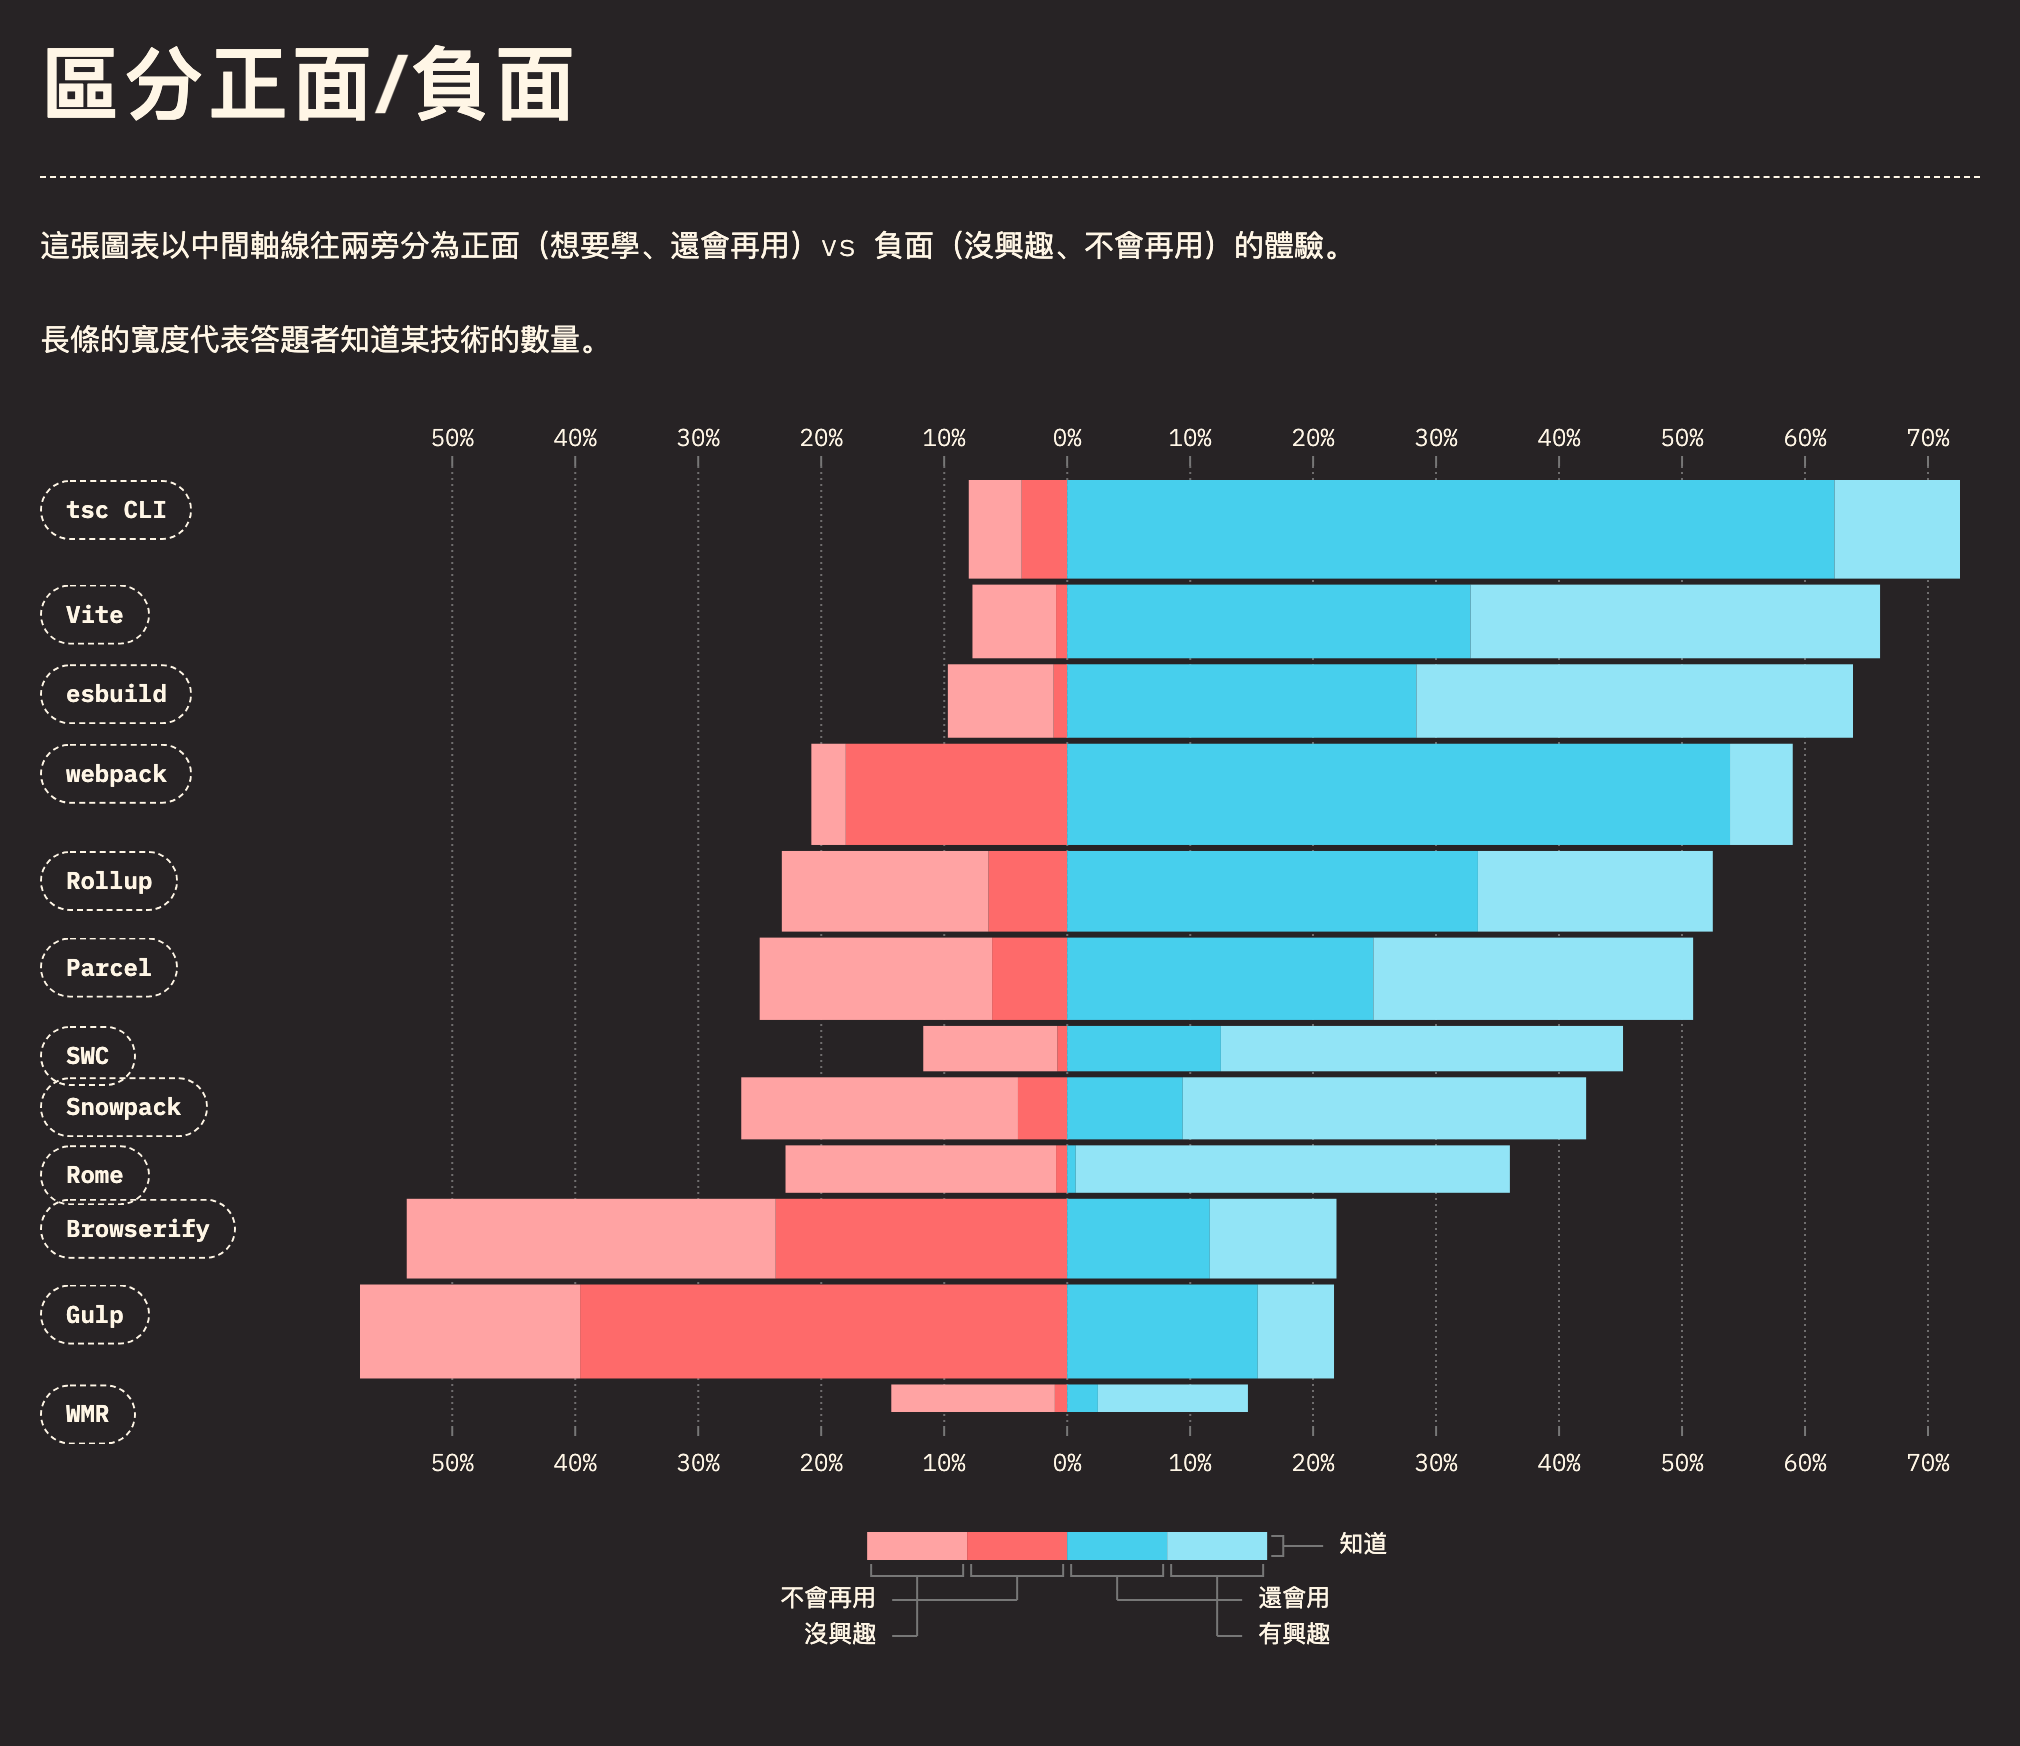 區分正面/負面
這張圖表以中間軸線往兩旁分為正面（想要學、還會再用）vs 負面（沒興趣、不會再用）的體驗。
長條的寬度代表答題者知道某技術的數量。
50% 40% 30% 20% 10% 0% 10% 20% 30% 40% 50% 60% 70%
tsc CLI
Vite
esbuild
webpack
Rollup
Parcel
SWC
Snowpack
Rome
Browserify
Gulp
WMR
50% 40% 30% 20% 10% 0% 10% 20% 30% 40% 50% 60% 70%
知道
不會再用 還會用
沒興趣 有興趣